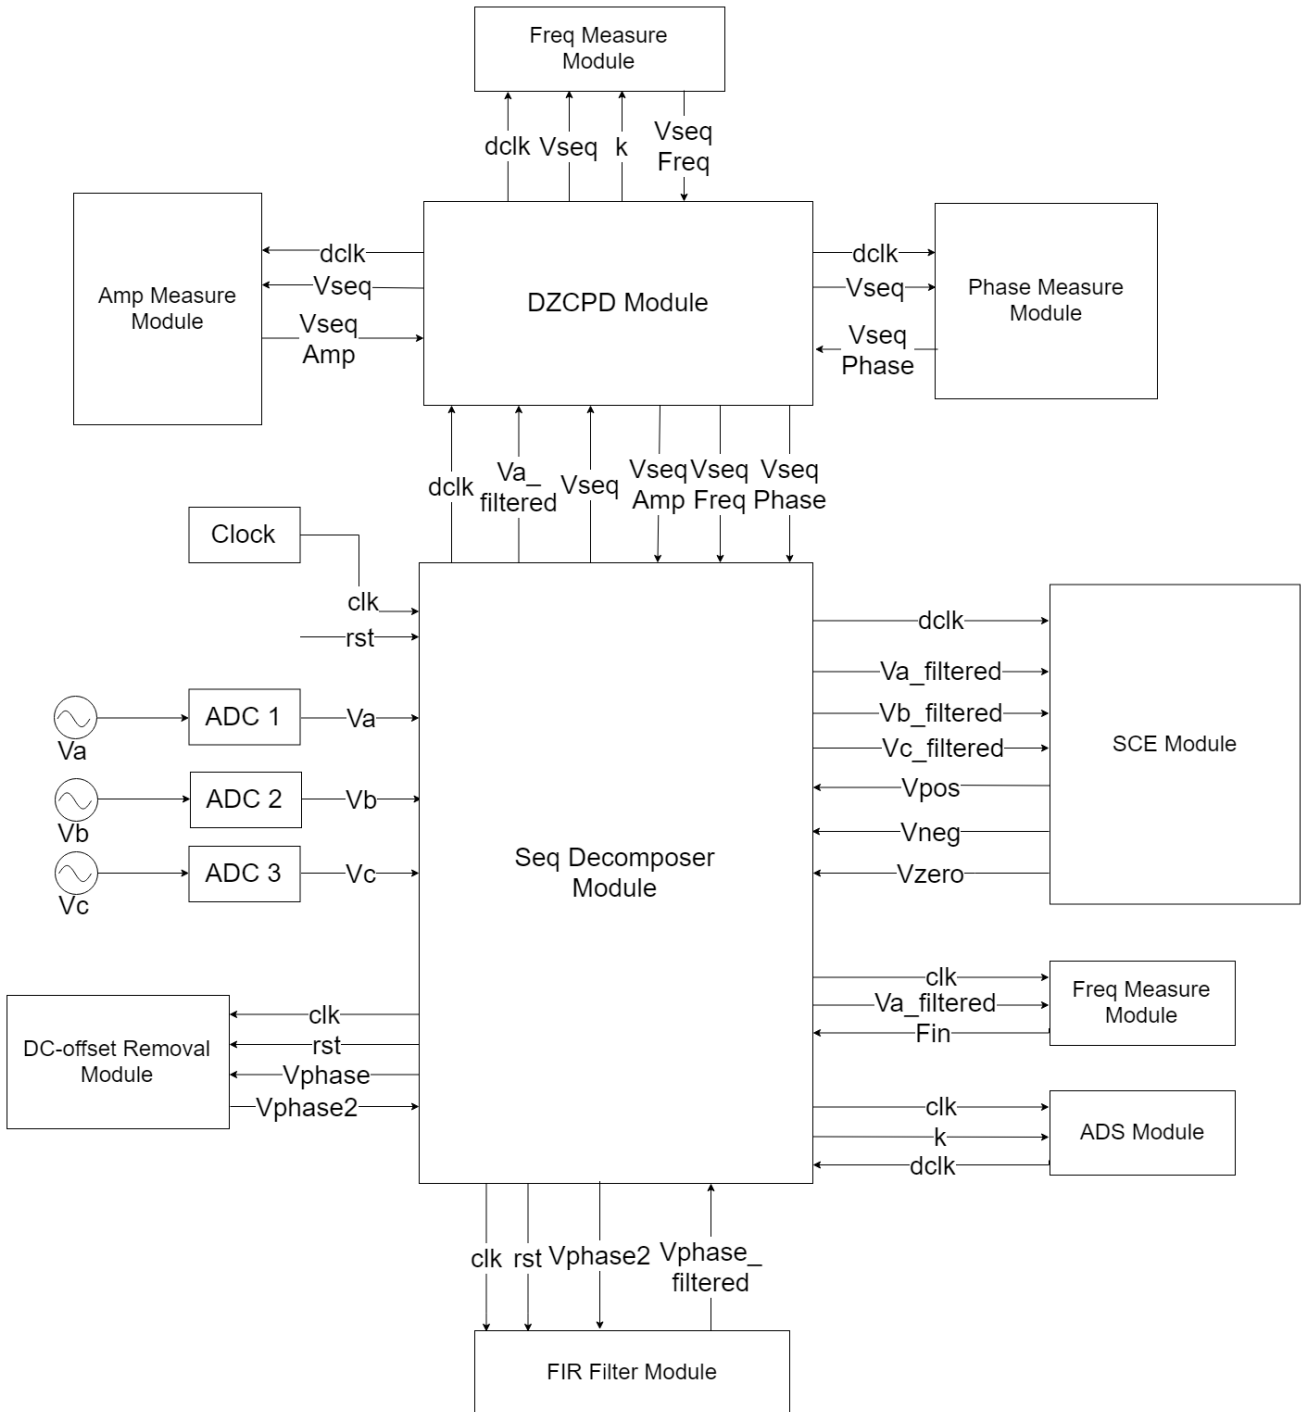 Freq Measure
Module
dclk
Vseq
k
Vseq
Freq
Amp Measure
Module
dclk
Vseq
Vseq
Amp
DZCPD Module
dclk
Vseq
Vseq
Phase
Phase Measure
Module
dclk
Va_
filtered
Vseq
Vseq
Amp
Vseq
Freq
Vseq
Phase
Clock
clk
rst
Va
ADC 1
Va
Vb
ADC 2
Vb
Vc
ADC 3
Vc
Seq Decomposer
Module
dclk
Va_filtered
Vb_filtered
Vc_filtered
Vpos
Vneg
Vzero
SCE Module
clk
Va_filtered
Fin
Freq Measure
Module
DC-offset Removal
Module
clk
rst
Vphase
Vphase2
clk
k
dclk
ADS Module
clk
rst
Vphase2
Vphase_
filtered
FIR Filter Module